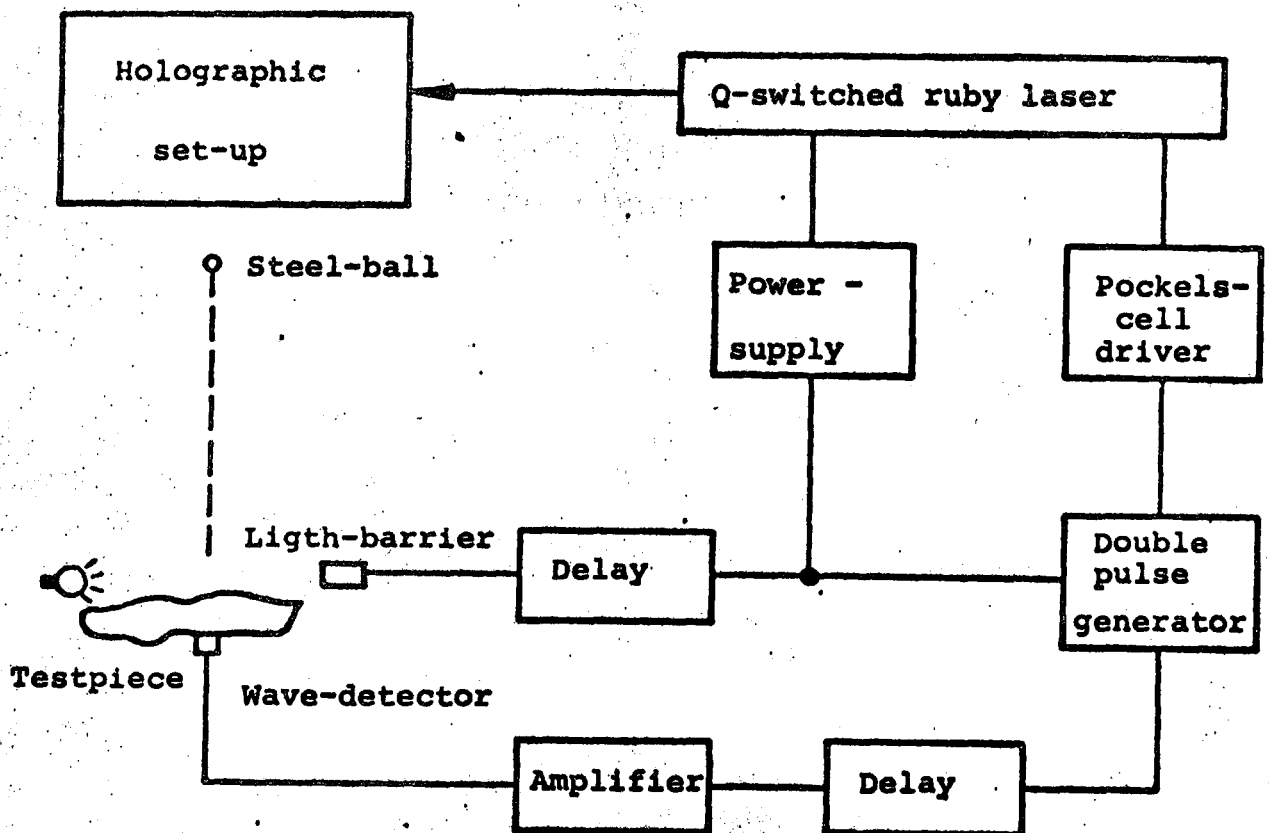 Holographic
set-up
Q-switched ruby laser
Steel-ball
Power -
supply
Pockels-
cell
driver
Ligth-barrier
Delay
Double
pulse
generator
Testpiece
Wave-detector
Amplifier
Delay